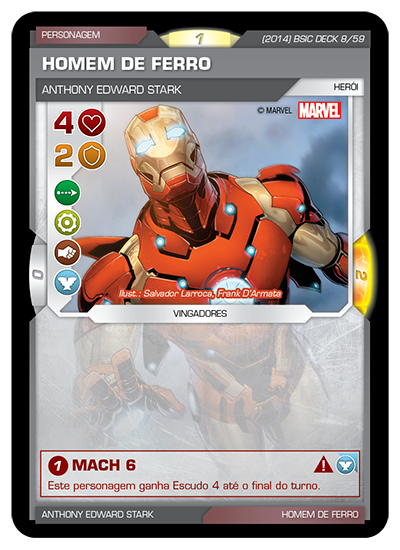 PERSONAGEM
1
(2014) BSIC DECK 8/59
HOMEM DE FERRO
ANTHONY EDWARD STARK
HERÓI
© MARVEL MARVEL
4
2
0
2
Ilust.: Salvador Larroca, Frank D'Armata
VINGADORES
1 MACH 6
Este personagem ganha Escudo 4 até o final do turno.
ANTHONY EDWARD STARK
HOMEM DE FERRO